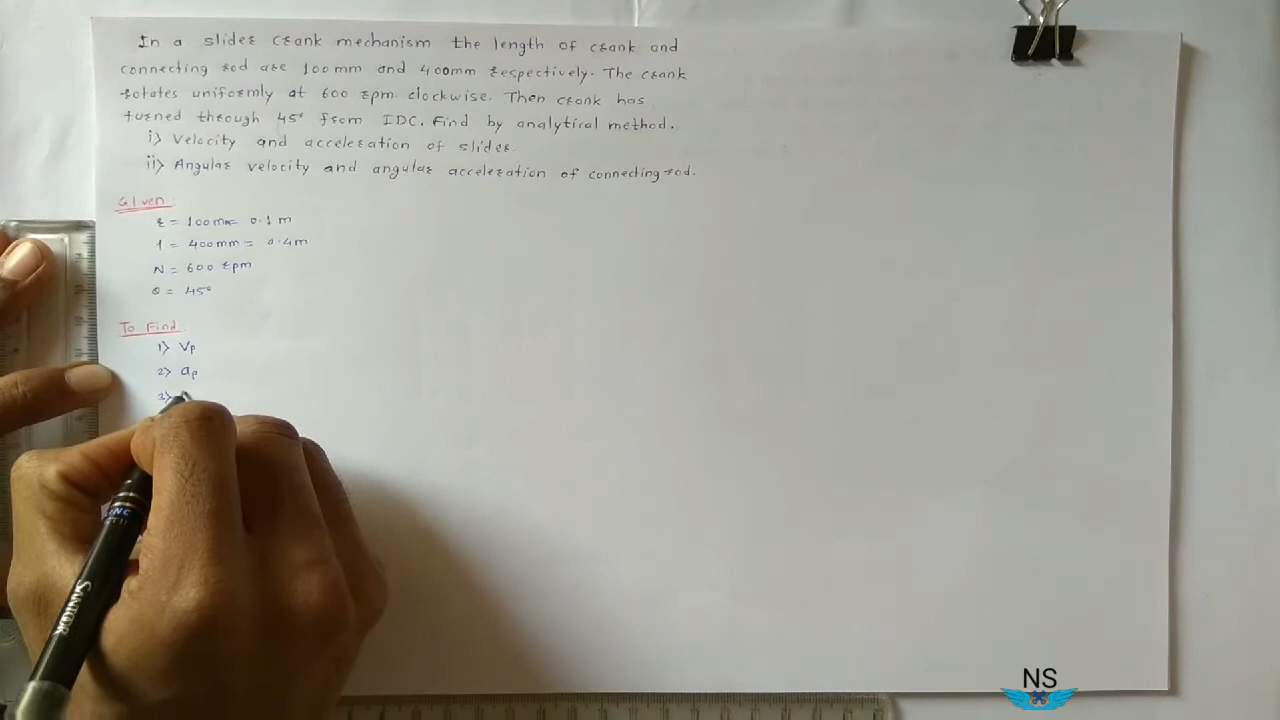 In a slider crank mechanism the length of crank and
connecting rod are 100mm and 400mm respectively. The crank
rotates uniformly at 600 rpm clockwise. Then crank has
turned through 45° from IDC. Find by analytical method.
i) Velocity and acceleration of slider.
ii) Angular velocity and angular acceleration of connecting rod.
Given:
r = 100mm = 0.1 m
l = 400mm = 0.4m
N = 600 rpm
θ = 45°
To Find:
1) Vp
2) ap
3)
SANTOR
NS